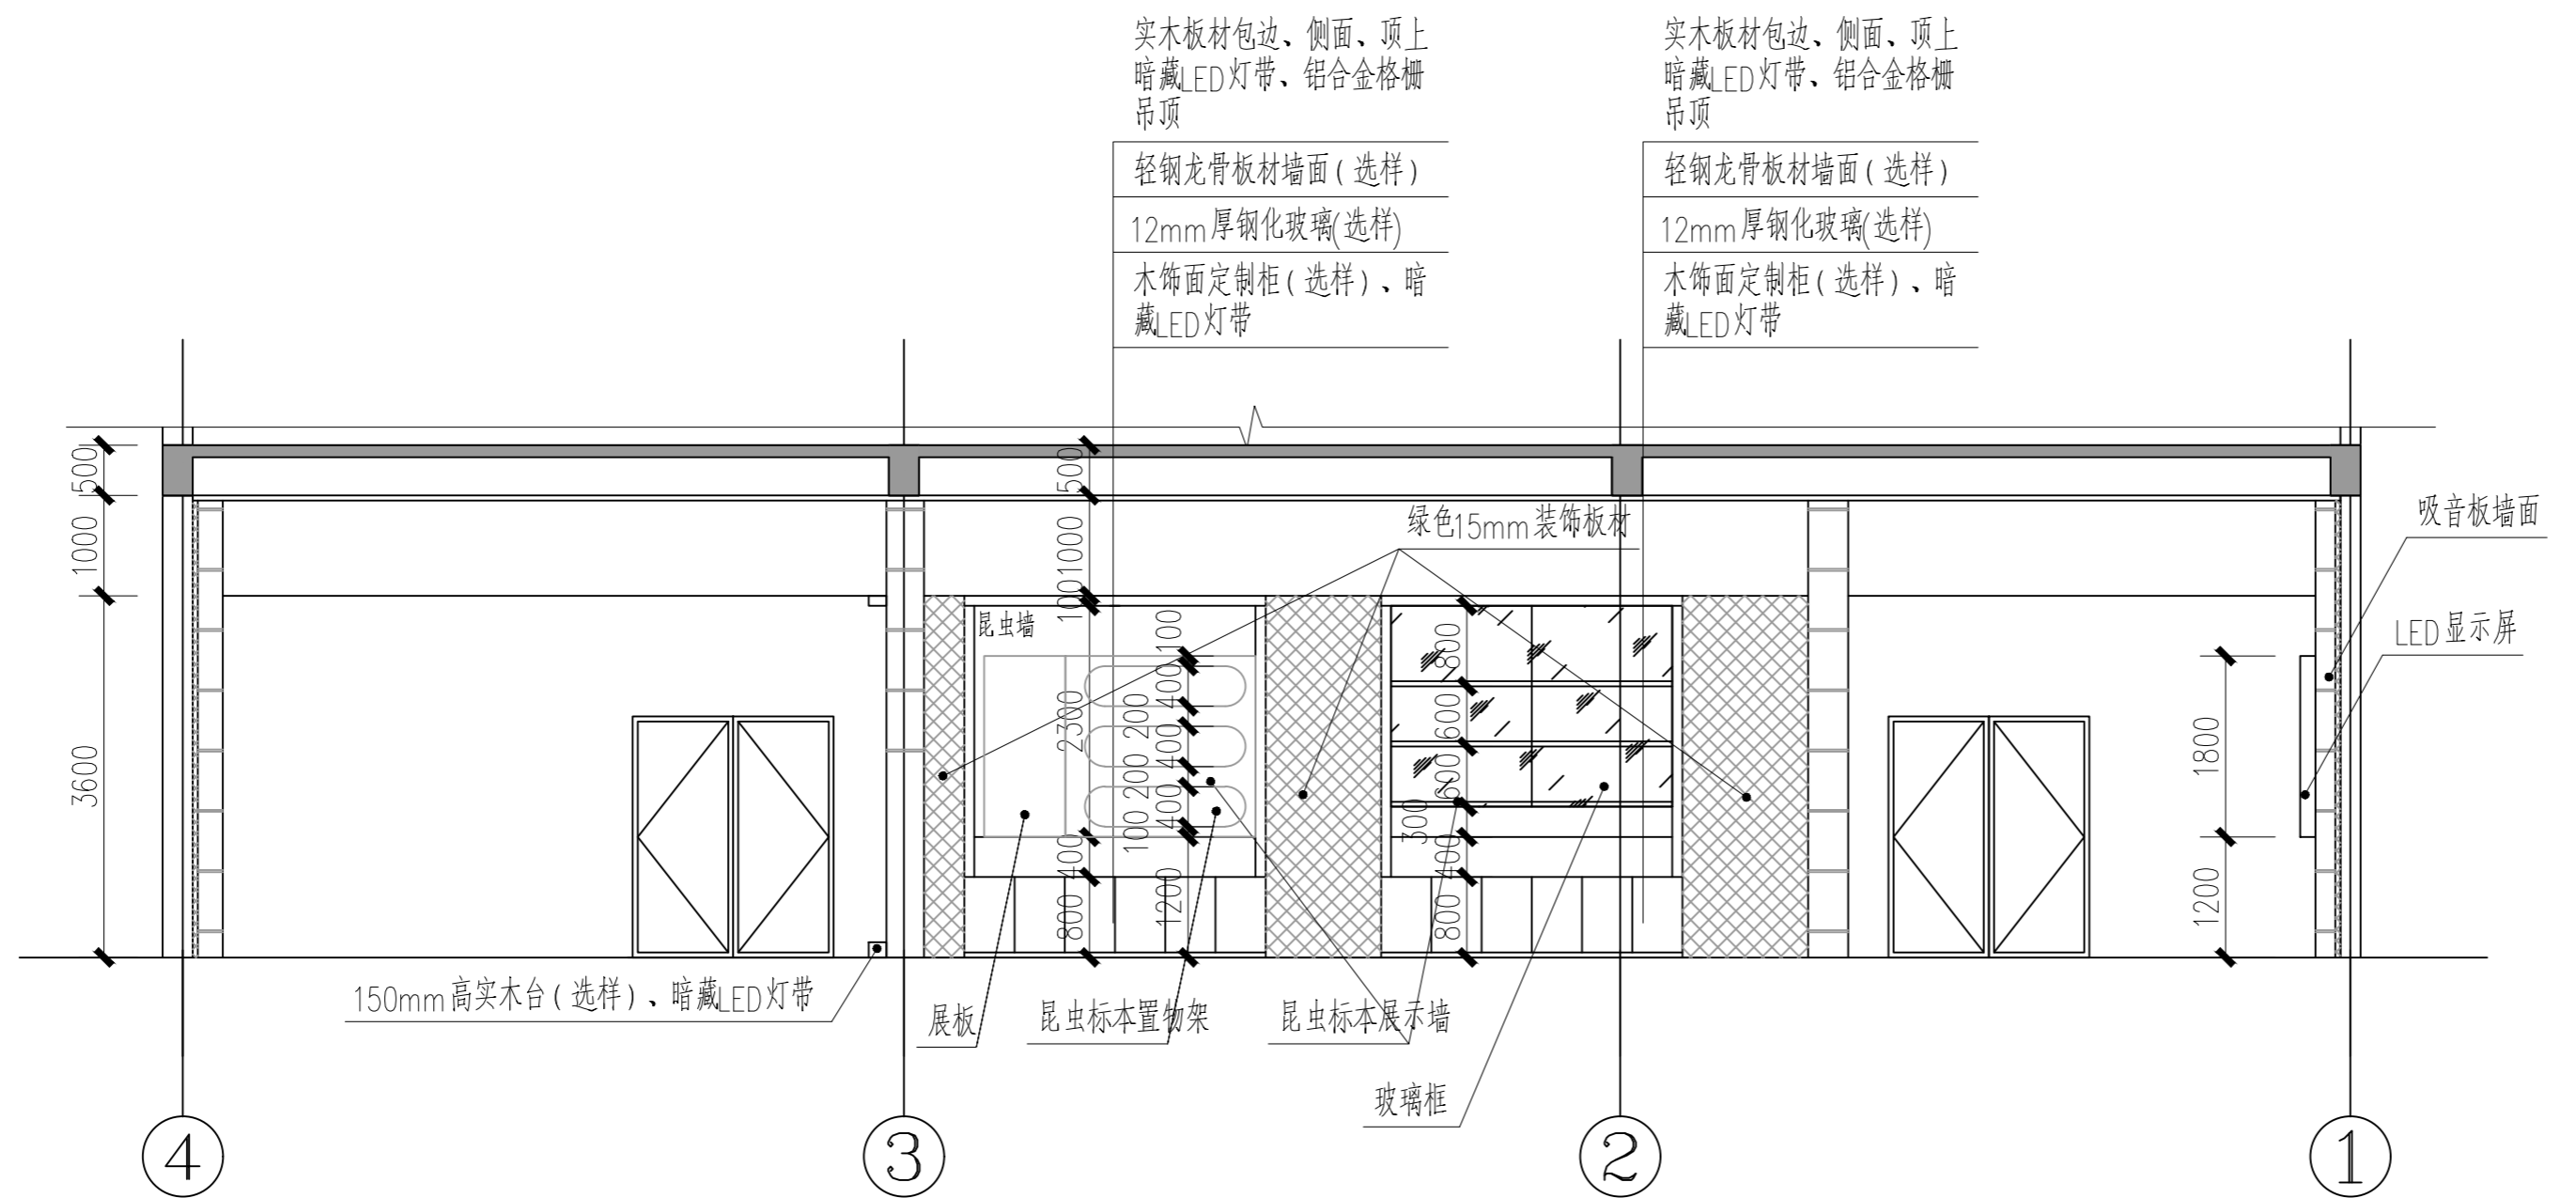 实木板材包边、侧面、顶上
暗藏LED灯带、铝合金格栅
吊顶
轻钢龙骨板材墙面(选样)
12mm厚钢化玻璃(选样)
木饰面定制柜(选样)、暗
藏LED灯带
实木板材包边、侧面、顶上
暗藏LED灯带、铝合金格栅
吊顶
轻钢龙骨板材墙面(选样)
12mm厚钢化玻璃(选样)
木饰面定制柜(选样)、暗
藏LED灯带
500
1000
3600
500
1000
100
2300
400
800
昆虫墙
100
400
200
400
200
400
100
1200
绿色15mm装饰板材
800
600
600
300
400
800
吸音板墙面
LED显示屏
1800
1200
150mm高实木台(选样)、暗藏LED灯带
展板
昆虫标本置物架
昆虫标本展示墙
玻璃框
4
3
2
1